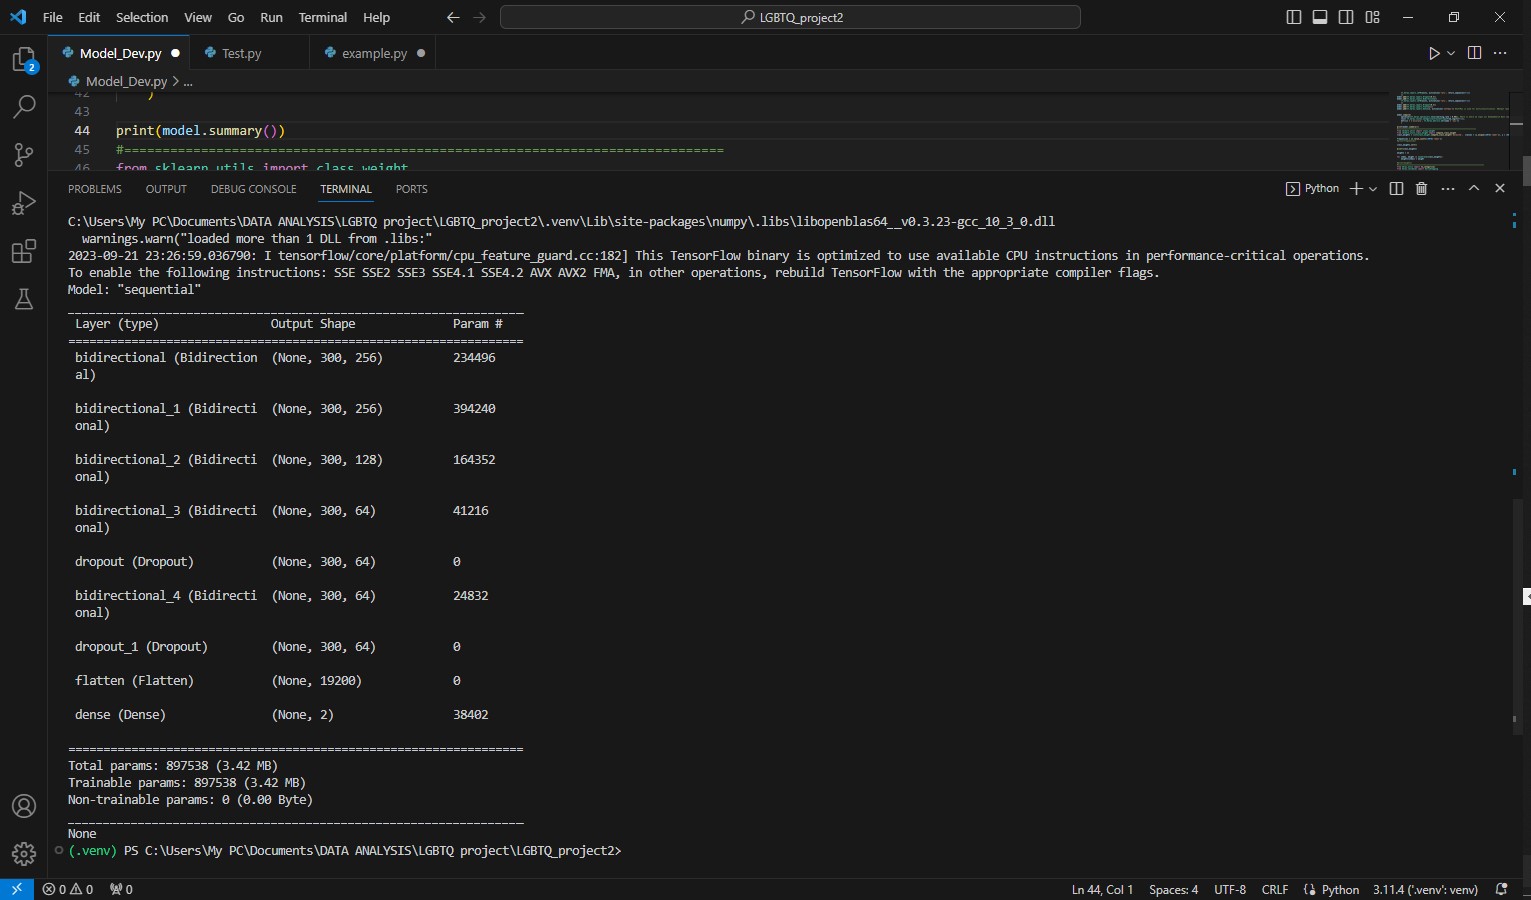 File Edit Selection View Go Run Terminal Help LGBTQ_project2
Model_Dev.py Test.py example.py
2
Model_Dev.py > ...
42 )
43
44 print(model.summary())
45 #======================================================================================
46 from sklearn.utils import class_weight
PROBLEMS OUTPUT DEBUG CONSOLE TERMINAL PORTS Python
C:\Users\My PC\Documents\DATA ANALYSIS\LGBTQ project\LGBTQ_project2\.venv\Lib\site-packages\numpy\.libs\libopenblas64__v0.3.23-gcc_10_3_0.dll
warnings.warn("loaded more than 1 DLL from .libs:"
2023-09-21 23:26:59.036790: I tensorflow/core/platform/cpu_feature_guard.cc:182] This TensorFlow binary is optimized to use available CPU instructions in performance-critical operations.
To enable the following instructions: SSE SSE2 SSE3 SSE4.1 SSE4.2 AVX AVX2 FMA, in other operations, rebuild TensorFlow with the appropriate compiler flags.
Model: "sequential"
_________________________________________________________________
Layer (type) Output Shape Param #
=================================================================
bidirectional (Bidirection (None, 300, 256) 234496
al)
bidirectional_1 (Bidirecti (None, 300, 256) 394240
onal)
bidirectional_2 (Bidirecti (None, 300, 128) 164352
onal)
bidirectional_3 (Bidirecti (None, 300, 64) 41216
onal)
dropout (Dropout) (None, 300, 64) 0
bidirectional_4 (Bidirecti (None, 300, 64) 24832
onal)
dropout_1 (Dropout) (None, 300, 64) 0
flatten (Flatten) (None, 19200) 0
dense (Dense) (None, 2) 38402
=================================================================
Total params: 897538 (3.42 MB)
Trainable params: 897538 (3.42 MB)
Non-trainable params: 0 (0.00 Byte)
_________________________________________________________________
None
(.venv) PS C:\Users\My PC\Documents\DATA ANALYSIS\LGBTQ project\LGBTQ_project2>
0 0 0 Ln 44, Col 1 Spaces: 4 UTF-8 CRLF Python 3.11.4 ('.venv': venv)